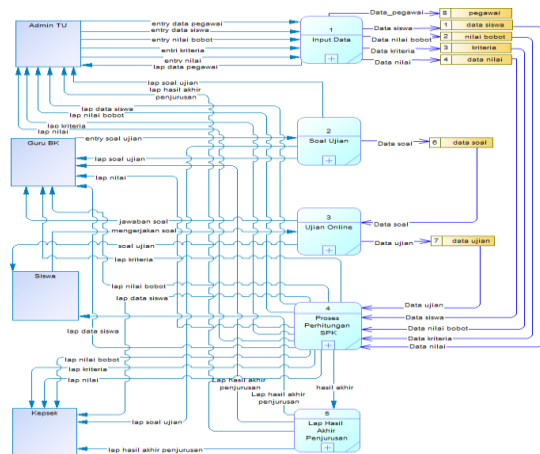 Admin TU
entry data pegawai
entry data siswa
entry nilai bobot
entri kriteria
entry nilai
lap data pegawai
1
Input Data
Data_pegawai
Data siswa
Data nilai bobot
Data kriteria
Data nilai
8 pegawai
1 data siswa
2 nilai bobot
3 kriteria
4 data nilai
lap soal ujian
lap hasil akhir
penjurusan
lap data siswa
lap nilai bobot
lap kriteria
lap nilai
Guru BK
entry soal ujian
2
Soal Ujian
Data soal
6 data soal
lap soal ujian
lap nilai
jawaban soal
mengerjakan soal
soal ujian
lap kriteria
3
Ujian Online
Data soal
Data ujian
7 data ujian
Siswa
lap nilai bobot
lap data siswa
lap data siswa
4
Proses
Perhitungan
SPK
Data ujian
Data siswa
Data nilai bobot
Data kriteria
Data nilai
lap nilai bobot
lap kriteria
lap nilai
Lap hasil akhir
penjurusan
Lap hasil akhir
penjurusan
hasil akhir
Kepsek
lap soal ujian
lap hasil akhir penjurusan
5
Lap Hasil
Akhir
Penjurusan